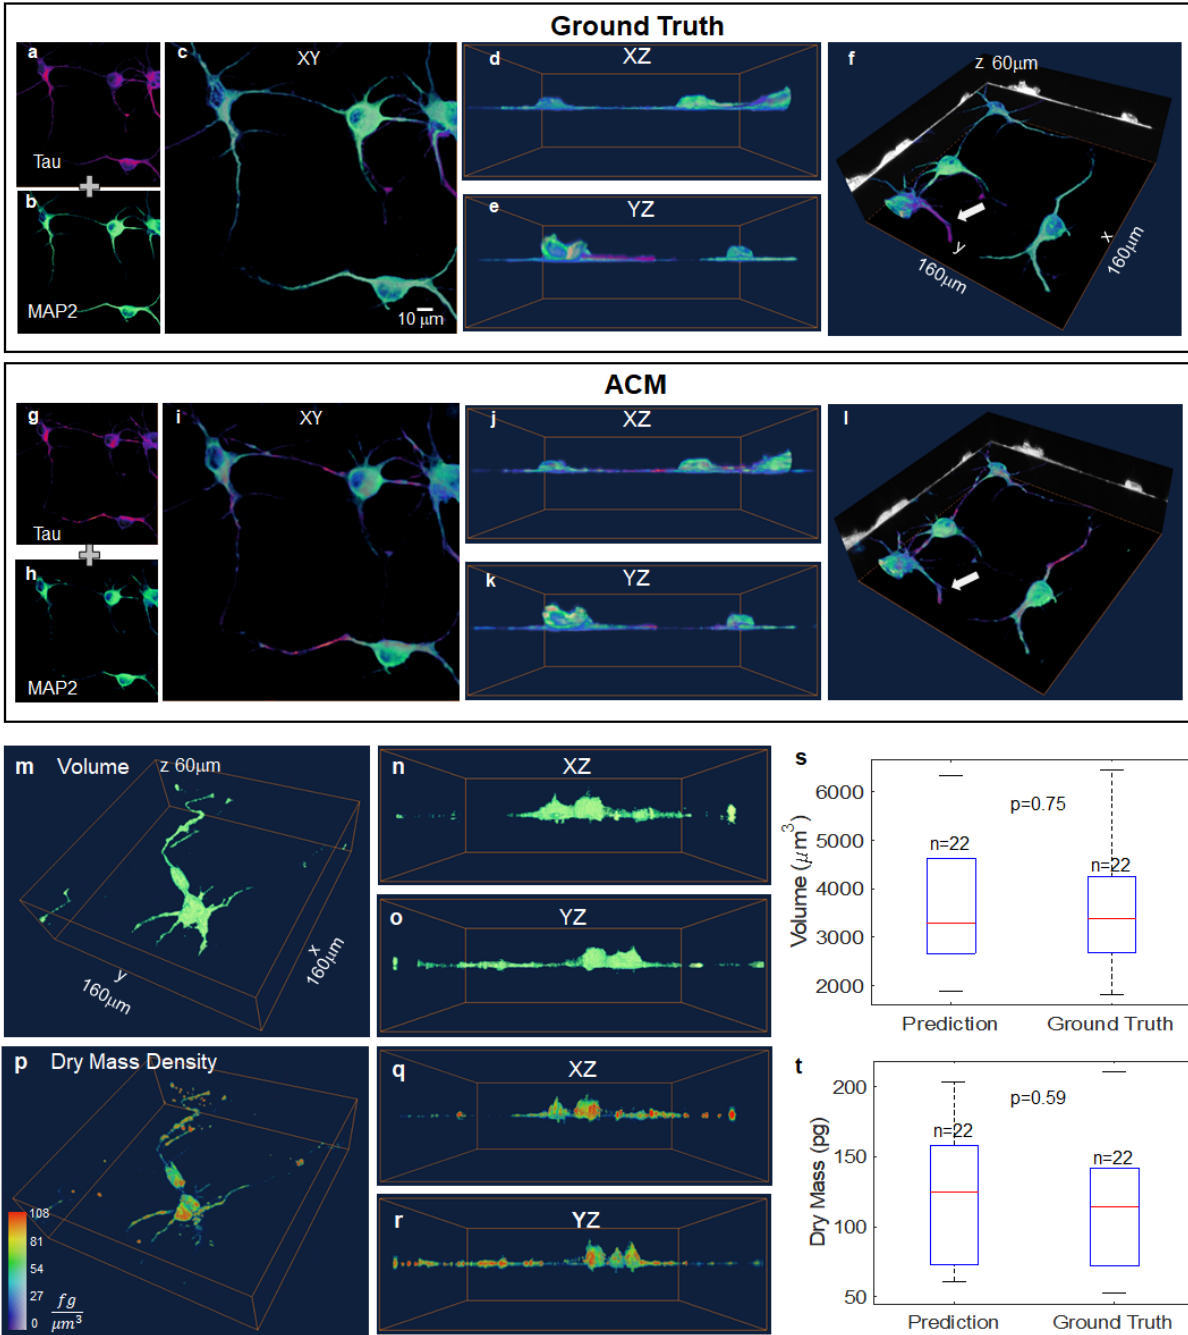 Ground Truth
a
Tau
b
MAP2
c
XY
10 μm
d
XZ
e
YZ
f
z 60μm
y
160μm
x
160μm
ACM
g
Tau
h
MAP2
i
XY
j
XZ
k
YZ
l
m Volume
z 60μm
y
160μm
x
160μm
n
XZ
o
YZ
p Dry Mass Density
108
81
54
27
0
fg
μm³
q
XZ
r
YZ
s
Volume (μm³)
6000
5000
4000
3000
2000
p=0.75
n=22
n=22
Prediction
Ground Truth
t
Dry Mass (pg)
200
150
100
50
p=0.59
n=22
n=22
Prediction
Ground Truth